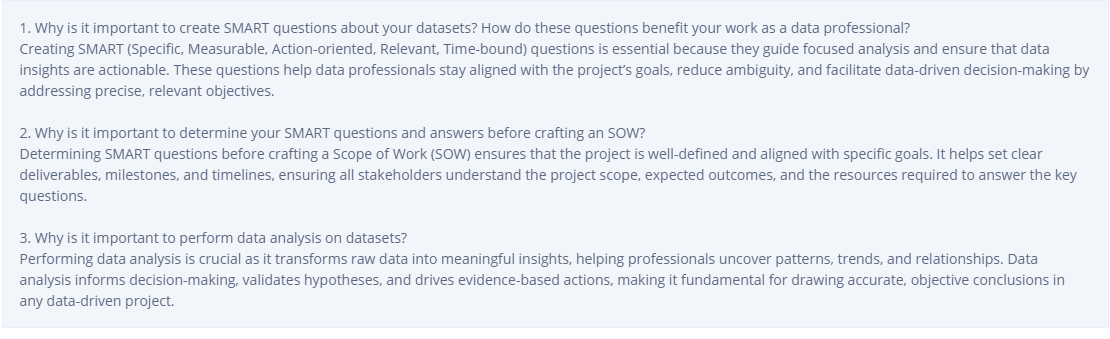 1. Why is it important to create SMART questions about your datasets? How do these questions benefit your work as a data professional?
Creating SMART (Specific, Measurable, Action-oriented, Relevant, Time-bound) questions is essential because they guide focused analysis and ensure that data
insights are actionable. These questions help data professionals stay aligned with the project's goals, reduce ambiguity, and facilitate data-driven decision-making by
addressing precise, relevant objectives.
2. Why is it important to determine your SMART questions and answers before crafting an SOW?
Determining SMART questions before crafting a Scope of Work (SOW) ensures that the project is well-defined and aligned with specific goals. It helps set clear
deliverables, milestones, and timelines, ensuring all stakeholders understand the project scope, expected outcomes, and the resources required to answer the key
questions.
3. Why is it important to perform data analysis on datasets?
Performing data analysis is crucial as it transforms raw data into meaningful insights, helping professionals uncover patterns, trends, and relationships. Data
analysis informs decision-making, validates hypotheses, and drives evidence-based actions, making it fundamental for drawing accurate, objective conclusions in
any data-driven project.